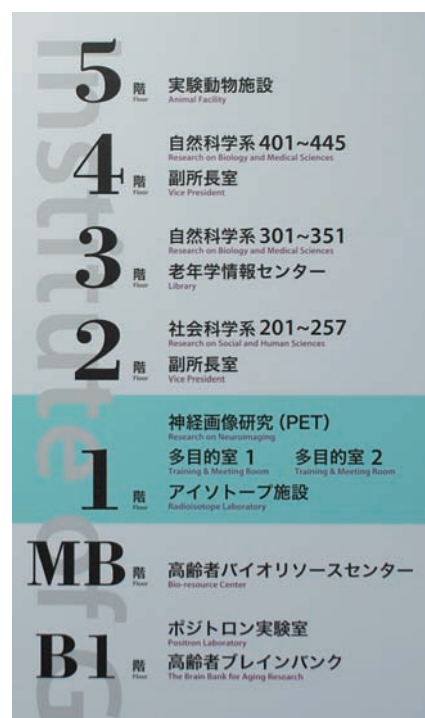 Institute of G
5 階 Floor
実験動物施設
Animal Facility
4 階 Floor
自然科学系 401~445
Research on Biology and Medical Sciences
副所長室
Vice President
3 階 Floor
自然科学系 301~351
Research on Biology and Medical Sciences
老年学情報センター
Library
2 階 Floor
社会科学系 201~257
Research on Social and Human Sciences
副所長室
Vice President
1 階 Floor
神経画像研究（PET）
Research on Neuroimaging
多目的室 1 多目的室 2
Training & Meeting Room Training & Meeting Room
アイソトープ施設
Radioisotope Laboratory
MB 階 Floor
高齢者バイオリソースセンター
Bio-resource Center
B1 階 Floor
ポジトロン実験室
Positron Laboratory
高齢者ブレインバンク
The Brain Bank for Aging Research